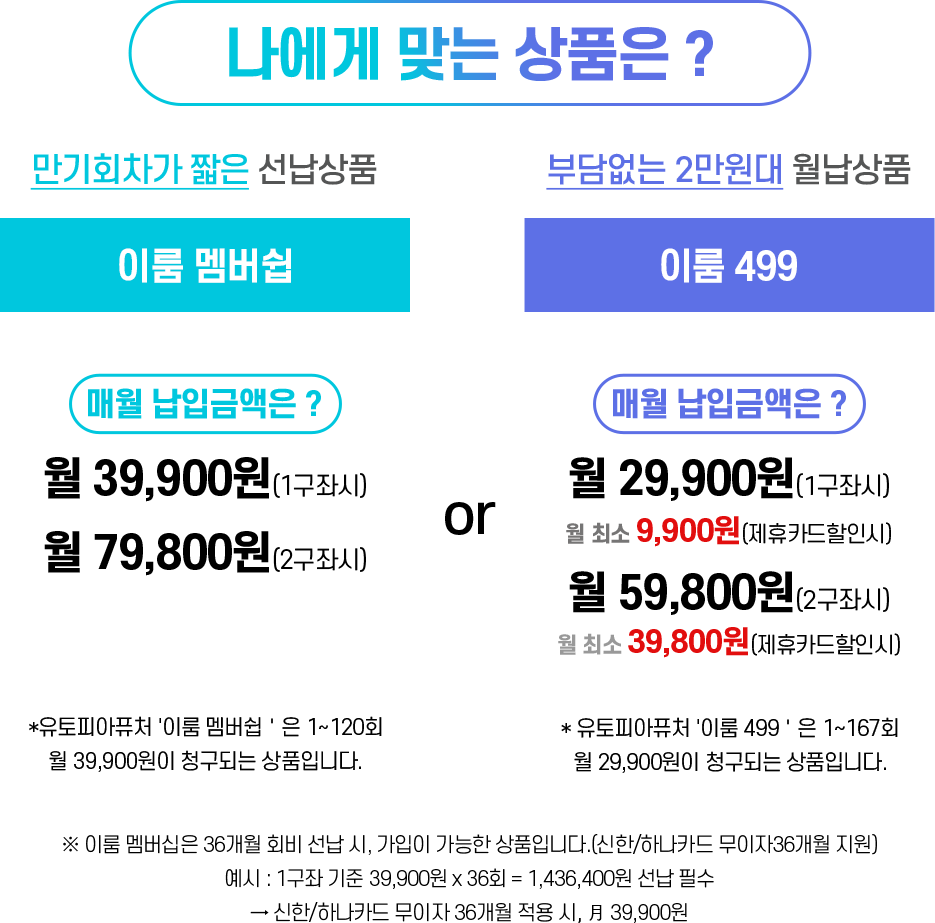 나에게 맞는 상품은 ?
만기회차가 짧은 선납상품
이룸 멤버쉽
매월 납입금액은 ?
월 39,900원(1구좌시)
월 79,800원(2구좌시)
*유토피아퓨처 '이룸 멤버쉽 ' 은 1~120회
월 39,900원이 청구되는 상품입니다.
or
부담없는 2만원대 월납상품
이룸 499
매월 납입금액은 ?
월 29,900원(1구좌시)
월 최소 9,900원(제휴카드할인시)
월 59,800원(2구좌시)
월 최소 39,800원(제휴카드할인시)
* 유토피아퓨처 '이룸 499 ' 은 1~167회
월 29,900원이 청구되는 상품입니다.
※ 이룸 멤버십은 36개월 회비 선납 시, 가입이 가능한 상품입니다.(신한/하나카드 무이자36개월 지원)
예시 : 1구좌 기준 39,900원 x 36회 = 1,436,400원 선납 필수
→ 신한/하나카드 무이자 36개월 적용 시, 月 39,900원